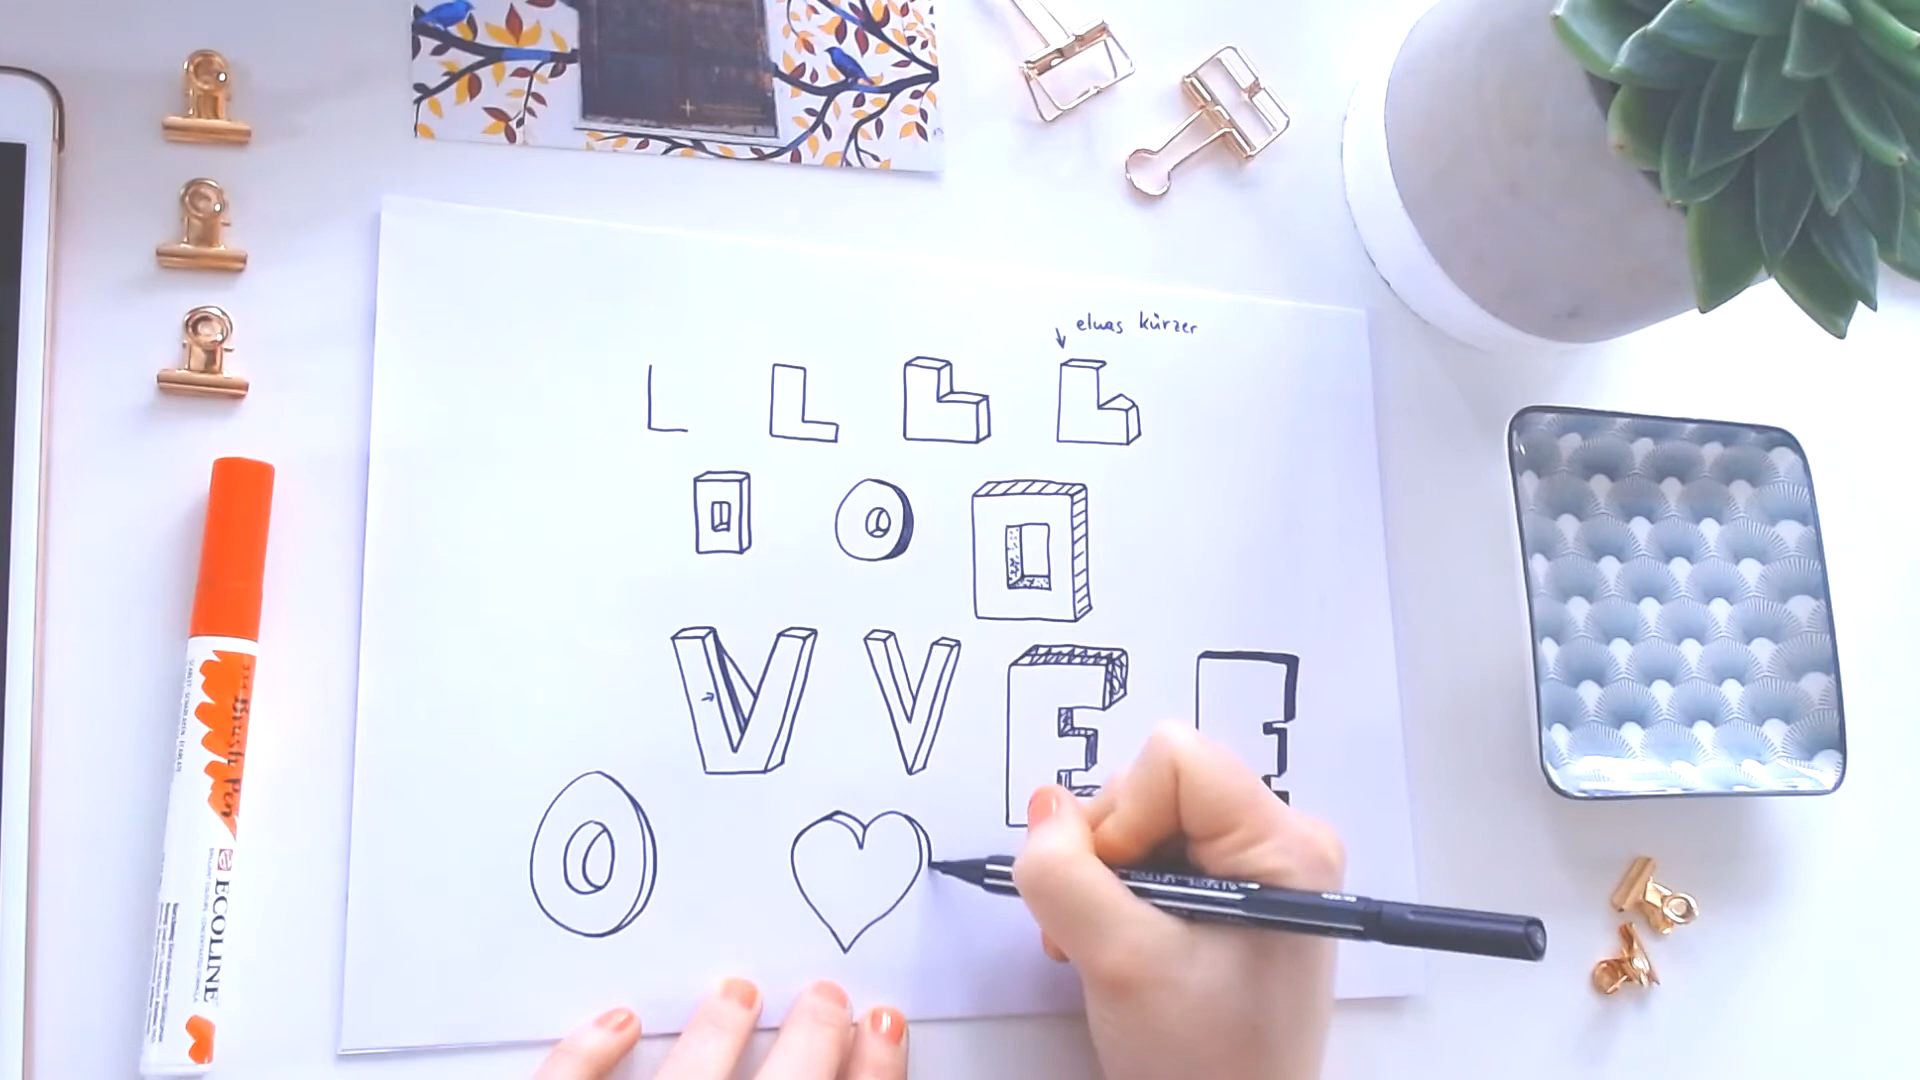 etwas kürzer
L L L L
O O O
V V E E
O
Brush Pen
ECOLINE